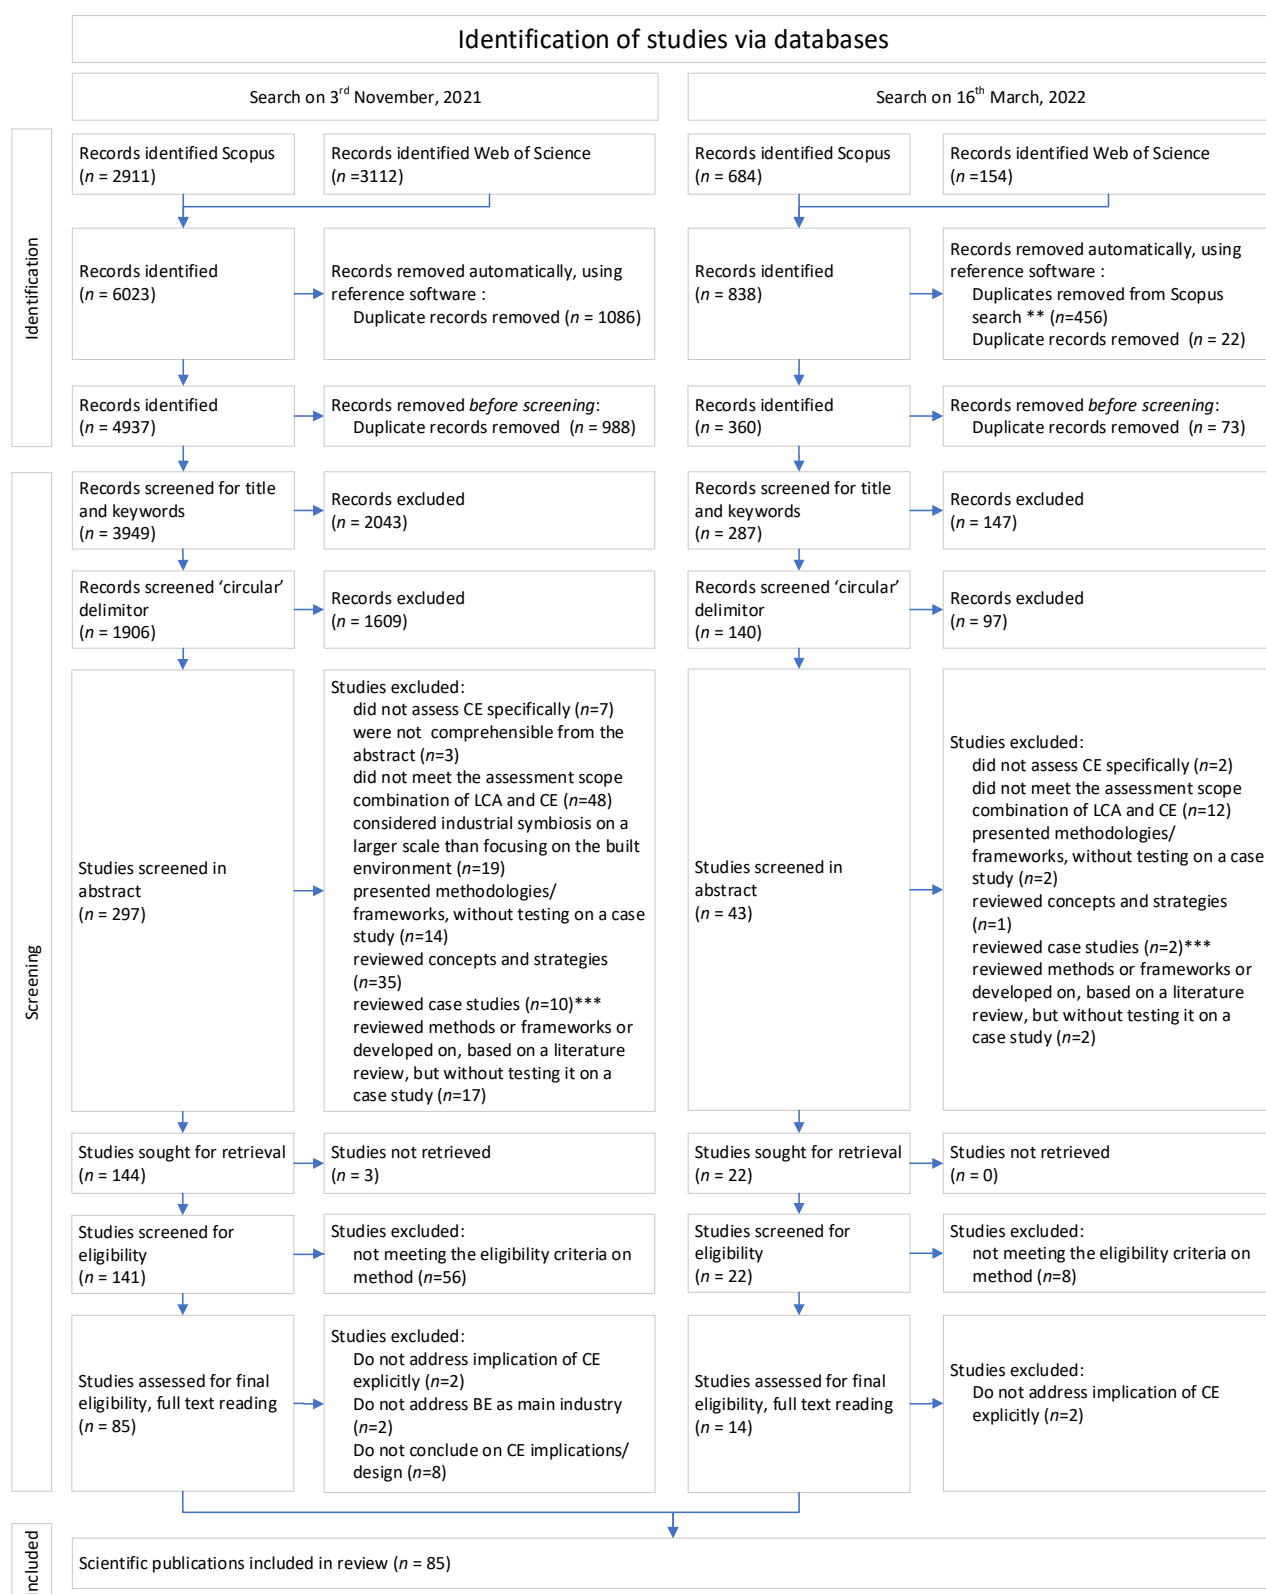 Identification of studies via databases
Search on 3rd November, 2021
Search on 16th March, 2022
Identification
Records identified Scopus
(n = 2911)
Records identified Web of Science
(n =3112)
Records identified Scopus
(n = 684)
Records identified Web of Science
(n =154)
Records identified
(n = 6023)
Records removed automatically, using
reference software :
Duplicate records removed (n = 1086)
Records identified
(n = 838)
Records removed automatically, using
reference software :
Duplicates removed from Scopus
search ** (n=456)
Duplicate records removed (n = 22)
Records identified
(n = 4937)
Records removed before screening:
Duplicate records removed (n = 988)
Records identified
(n = 360)
Records removed before screening:
Duplicate records removed (n = 73)
Screening
Records screened for title
and keywords
(n = 3949)
Records excluded
(n = 2043)
Records screened for title
and keywords
(n = 287)
Records excluded
(n = 147)
Records screened ‘circular’
delimitor
(n = 1906)
Records excluded
(n = 1609)
Records screened ‘circular’
delimitor
(n = 140)
Records excluded
(n = 97)
Studies screened in
abstract
(n = 297)
Studies excluded:
did not assess CE specifically (n=7)
were not comprehensible from the
abstract (n=3)
did not meet the assessment scope
combination of LCA and CE (n=48)
considered industrial symbiosis on a
larger scale than focusing on the built
environment (n=19)
presented methodologies/
frameworks, without testing on a case
study (n=14)
reviewed concepts and strategies
(n=35)
reviewed case studies (n=10)***
reviewed methods or frameworks or
developed on, based on a literature
review, but without testing it on a
case study (n=17)
Studies screened in
abstract
(n = 43)
Studies excluded:
did not assess CE specifically (n=2)
did not meet the assessment scope
combination of LCA and CE (n=12)
presented methodologies/
frameworks, without testing on a case
study (n=2)
reviewed concepts and strategies
(n=1)
reviewed case studies (n=2)***
reviewed methods or frameworks or
developed on, based on a literature
review, but without testing it on a
case study (n=2)
Studies sought for retrieval
(n = 144)
Studies not retrieved
(n = 3)
Studies sought for retrieval
(n = 22)
Studies not retrieved
(n = 0)
Studies screened for
eligibility
(n = 141)
Studies excluded:
not meeting the eligibility criteria on
method (n=56)
Studies screened for
eligibility
(n = 22)
Studies excluded:
not meeting the eligibility criteria on
method (n=8)
Studies assessed for final
eligibility, full text reading
(n = 85)
Studies excluded:
Do not address implication of CE
explicitly (n=2)
Do not address BE as main industry
(n=2)
Do not conclude on CE implications/
design (n=8)
Studies assessed for final
eligibility, full text reading
(n = 14)
Studies excluded:
Do not address implication of CE
explicitly (n=2)
Included
Scientific publications included in review (n = 85)